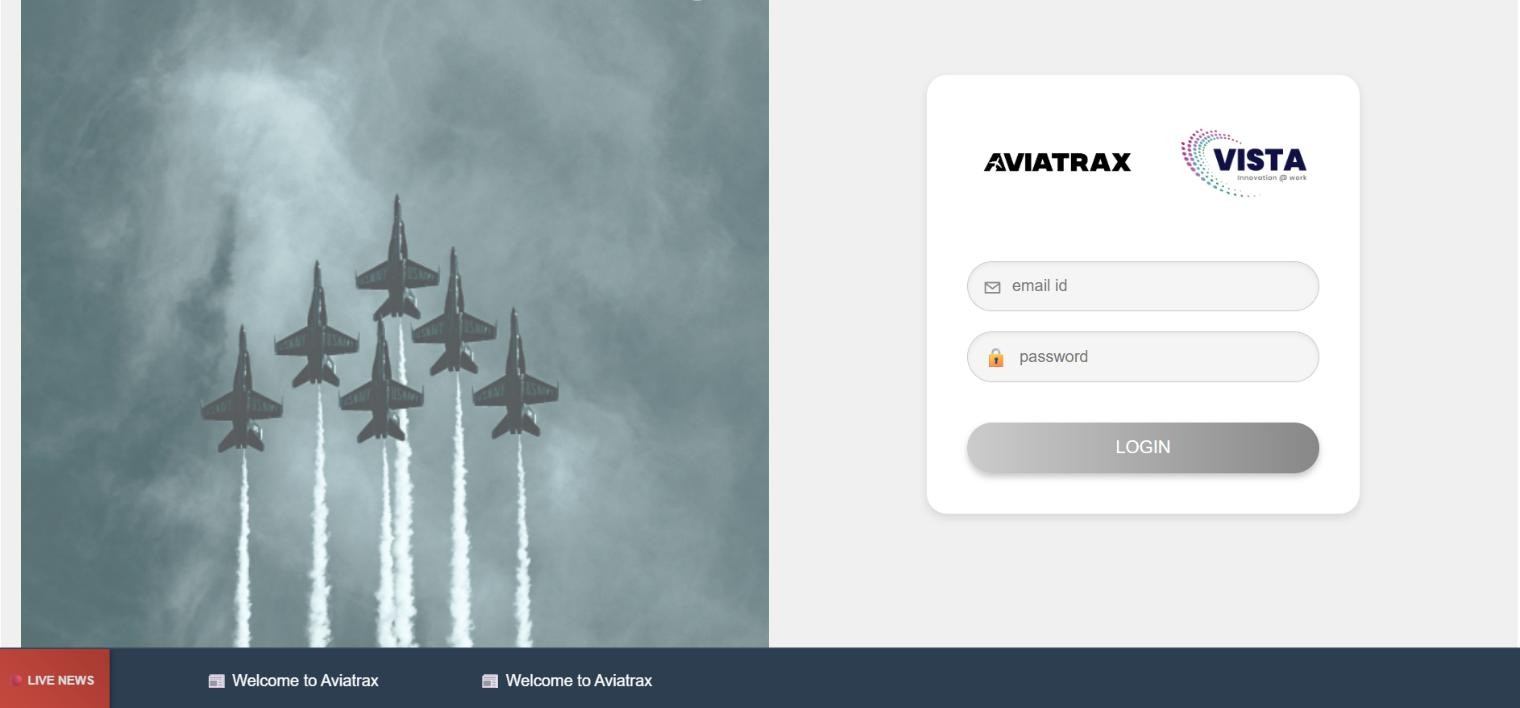 AVIATRAX
VISTA
Innovation @ work
email id
password
LOGIN
LIVE NEWS
Welcome to Aviatrax
Welcome to Aviatrax